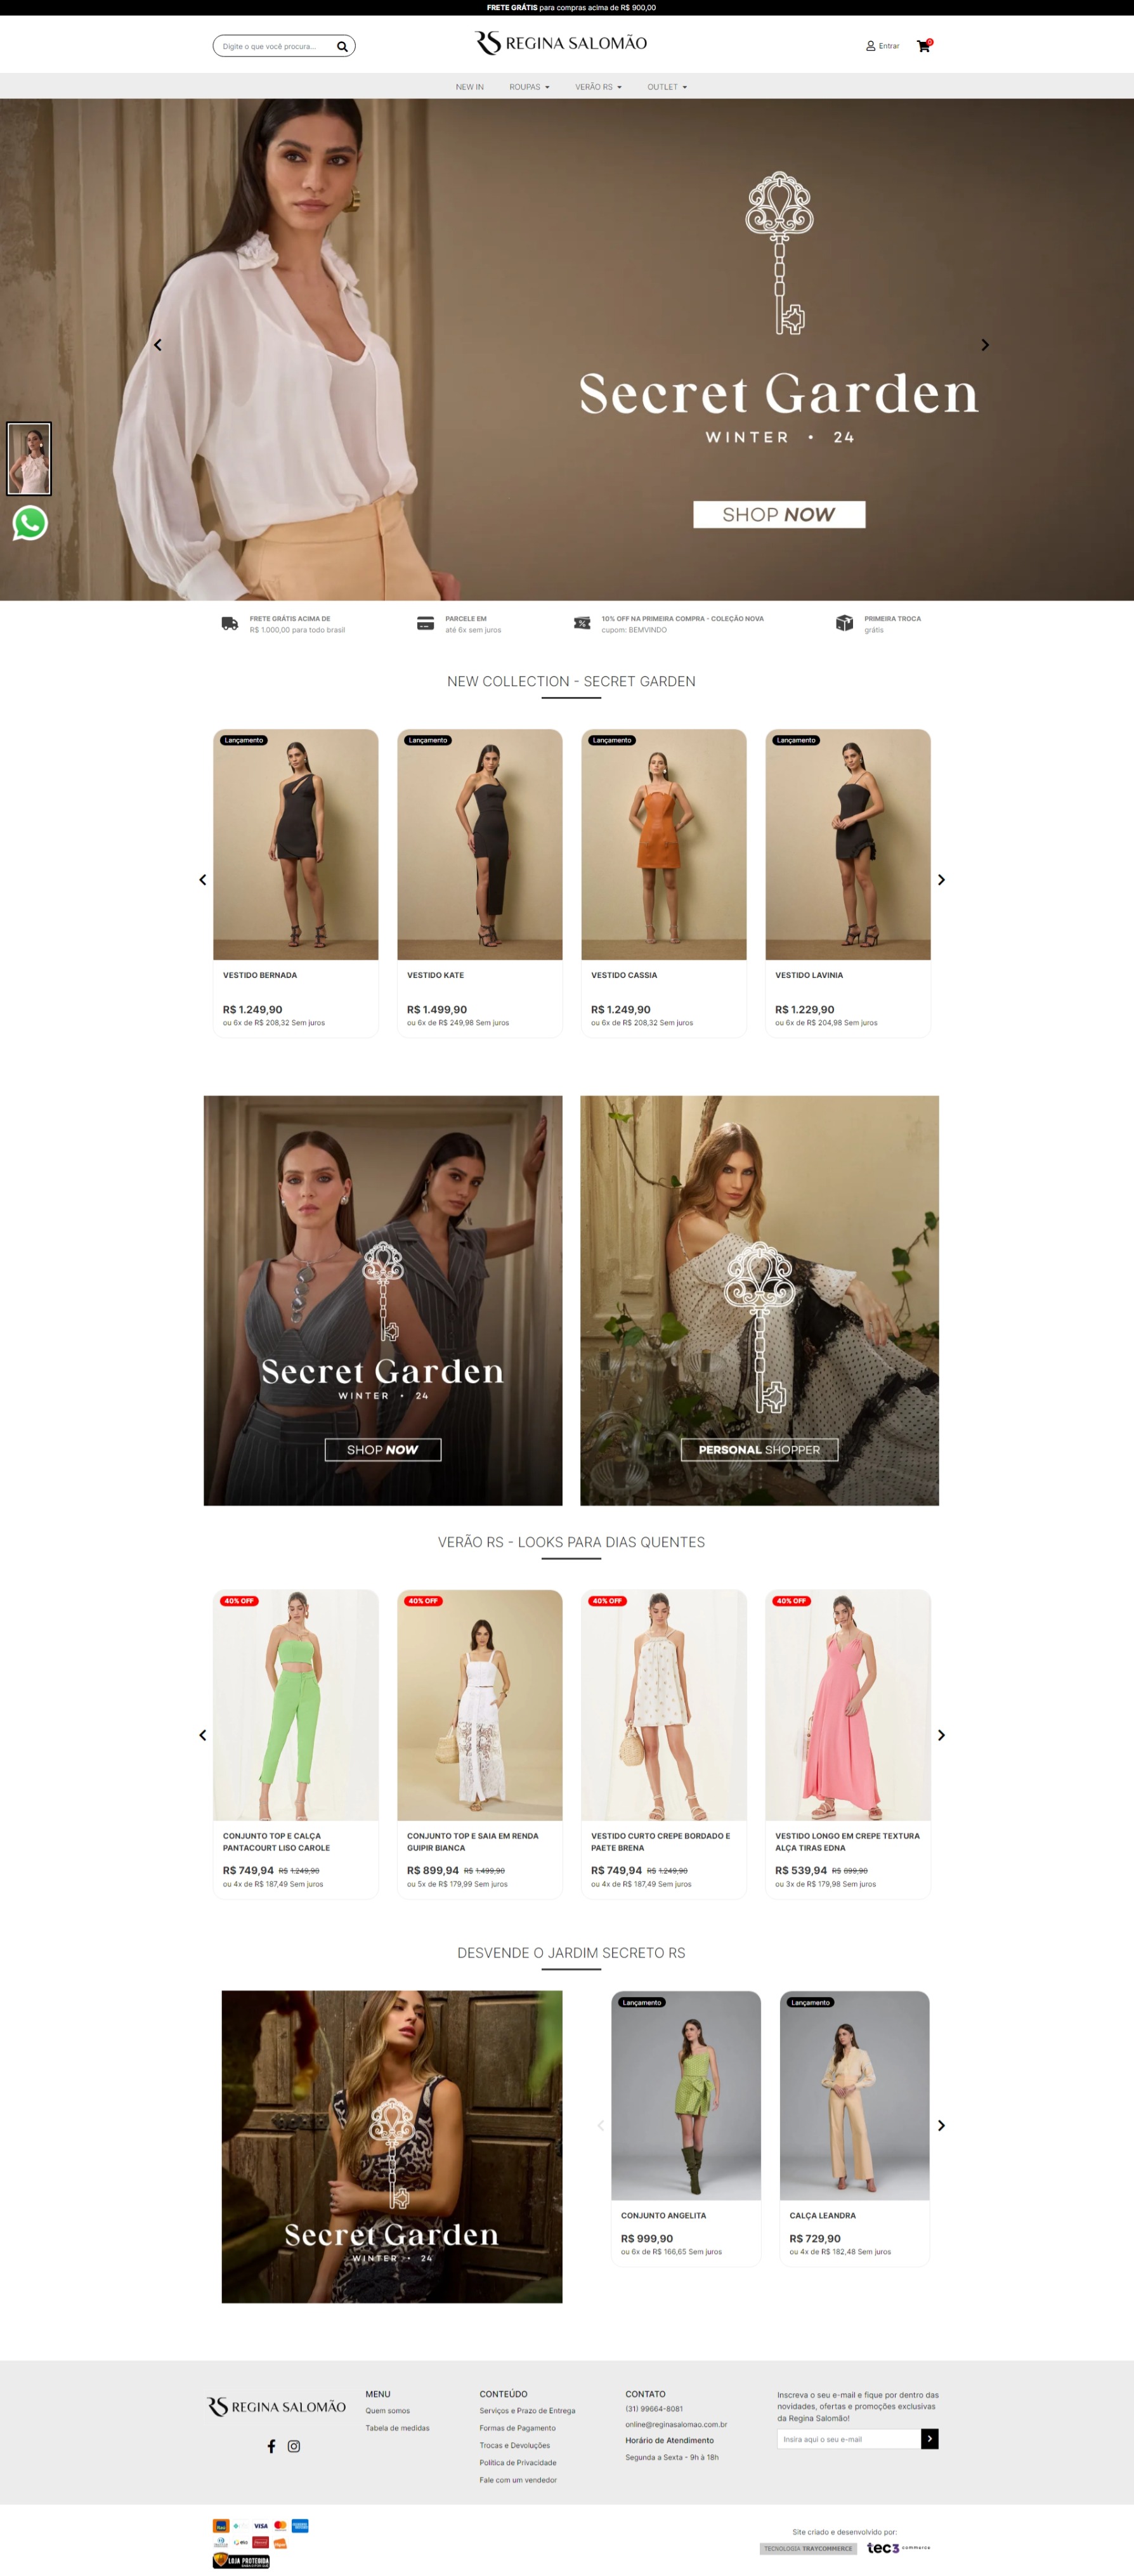 FRETE GRÁTIS para compras acima de R$ 900,00
Digite o que você procura...
RS REGINA SALOMÃO
Entrar
0
NEW IN
ROUPAS
VERÃO RS
OUTLET
Secret Garden
WINTER • 24
SHOP NOW
FRETE GRÁTIS ACIMA DE
R$ 1.000,00 para todo brasil
PARCELE EM
até 6x sem juros
10% OFF NA PRIMEIRA COMPRA - COLEÇÃO NOVA
cupom: BEMVINDO
PRIMEIRA TROCA
grátis
NEW COLLECTION - SECRET GARDEN
Lançamento
Lançamento
Lançamento
Lançamento
VESTIDO BERNADA
R$ 1.249,90
ou 6x de R$ 208,32 Sem juros
VESTIDO KATE
R$ 1.499,90
ou 6x de R$ 249,98 Sem juros
VESTIDO CASSIA
R$ 1.249,90
ou 6x de R$ 208,32 Sem juros
VESTIDO LAVINIA
R$ 1.229,90
ou 6x de R$ 204,98 Sem juros
Secret Garden
WINTER • 24
SHOP NOW
PERSONAL SHOPPER
VERÃO RS - LOOKS PARA DIAS QUENTES
40% OFF
40% OFF
40% OFF
40% OFF
CONJUNTO TOP E CALÇA
PANTACOURT LISO CAROLE
R$ 749,94 R$ 1.249,90
ou 4x de R$ 187,49 Sem juros
CONJUNTO TOP E SAIA EM RENDA
GUIPIR BIANCA
R$ 899,94 R$ 1.499,90
ou 5x de R$ 179,99 Sem juros
VESTIDO CURTO CREPE BORDADO E
PAETE BRENA
R$ 749,94 R$ 1.249,90
ou 4x de R$ 187,49 Sem juros
VESTIDO LONGO EM CREPE TEXTURA
ALÇA TIRAS EDNA
R$ 539,94 R$ 899,90
ou 3x de R$ 179,98 Sem juros
DESVENDE O JARDIM SECRETO RS
Secret Garden
WINTER • 24
Lançamento
Lançamento
CONJUNTO ANGELITA
R$ 999,90
ou 6x de R$ 166,65 Sem juros
CALÇA LEANDRA
R$ 729,90
ou 4x de R$ 182,48 Sem juros
RS REGINA SALOMÃO
MENU
Quem somos
Tabela de medidas
CONTEÚDO
Serviços e Prazo de Entrega
Formas de Pagamento
Trocas e Devoluções
Política de Privacidade
Fale com um vendedor
CONTATO
(31) 99664-8081
online@reginasalomao.com.br
Horário de Atendimento
Segunda a Sexta - 9h à 18h
Inscreva o seu e-mail e fique por dentro das
novidades, ofertas e promoções exclusivas
da Regina Salomão!
Insira aqui o seu e-mail
VISA
elo
LOJA PROTEGIDA
Site criado e desenvolvido por:
TECNOLOGIA TRAYCOMMERCE
tec3 commerce